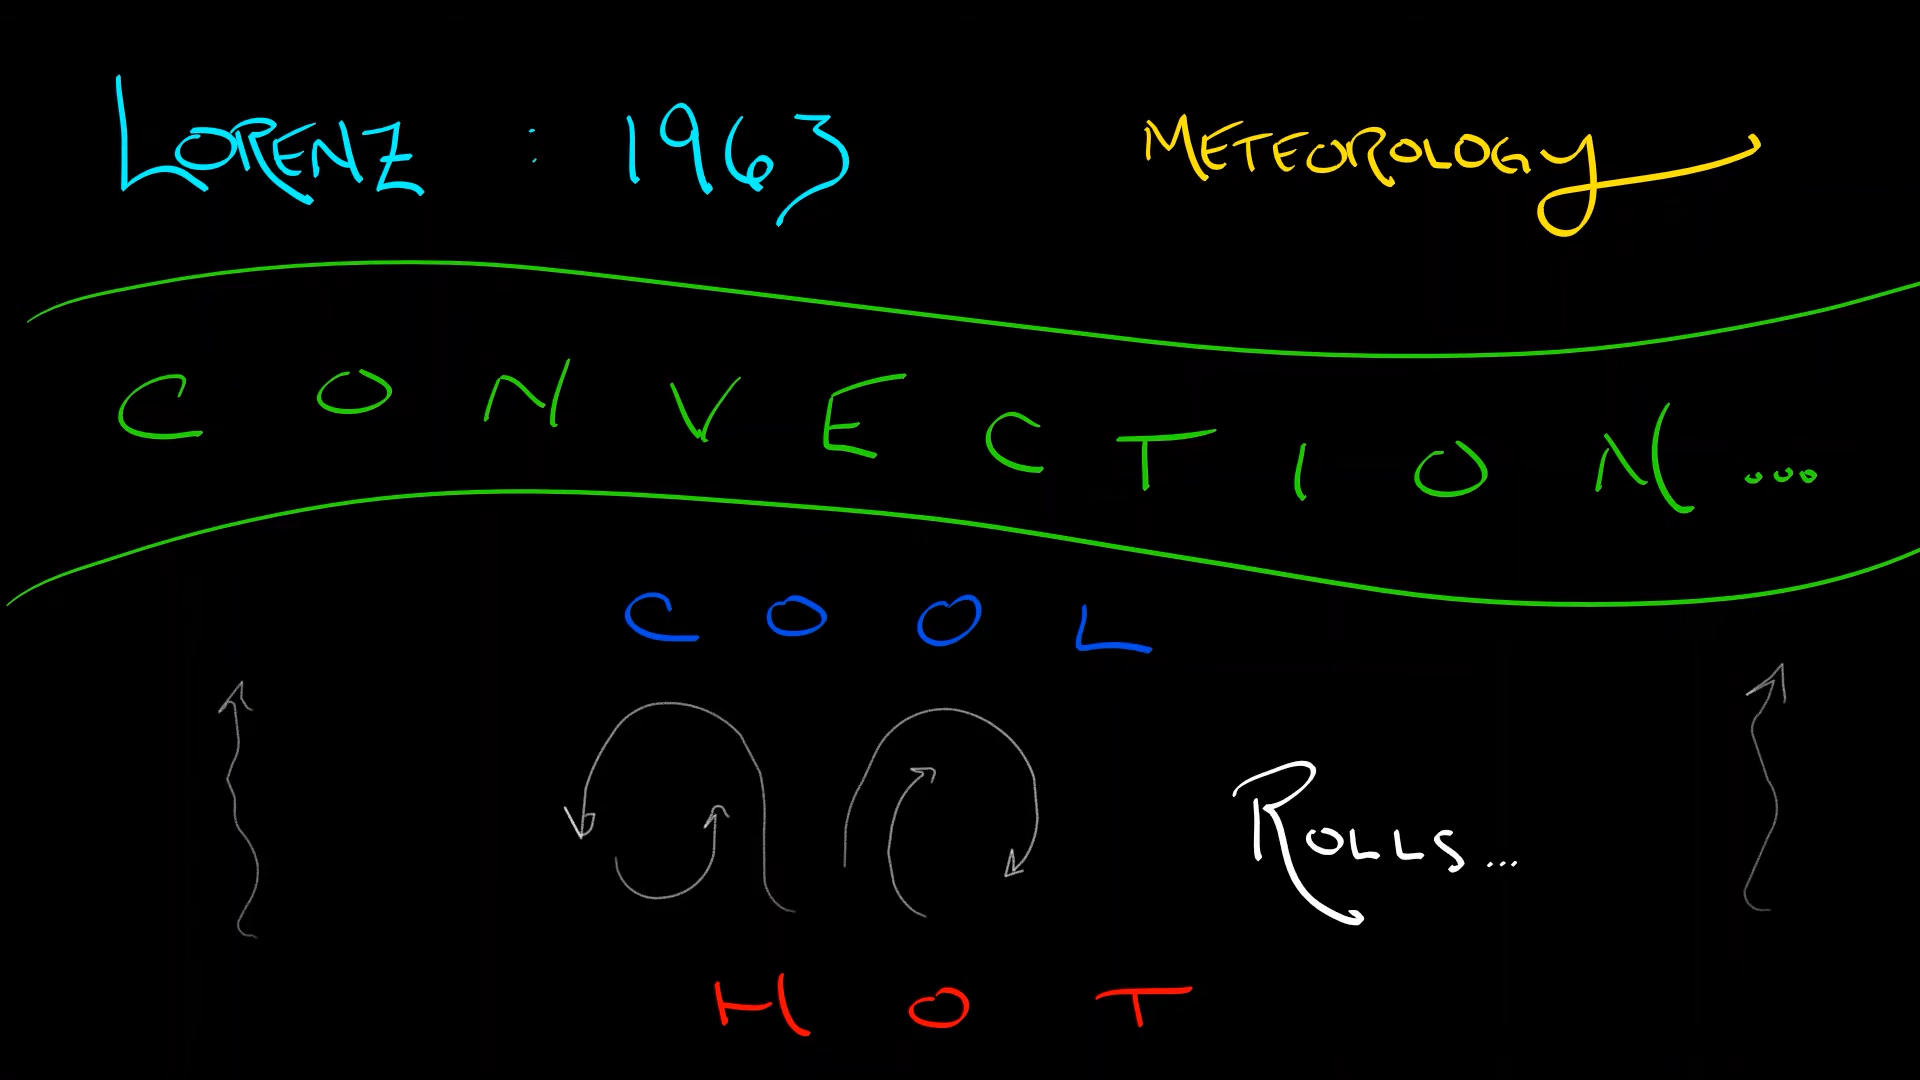 LORENZ : 1963 METEOROLOGY
CONVECTION...
COOL
ROLLS...
HOT